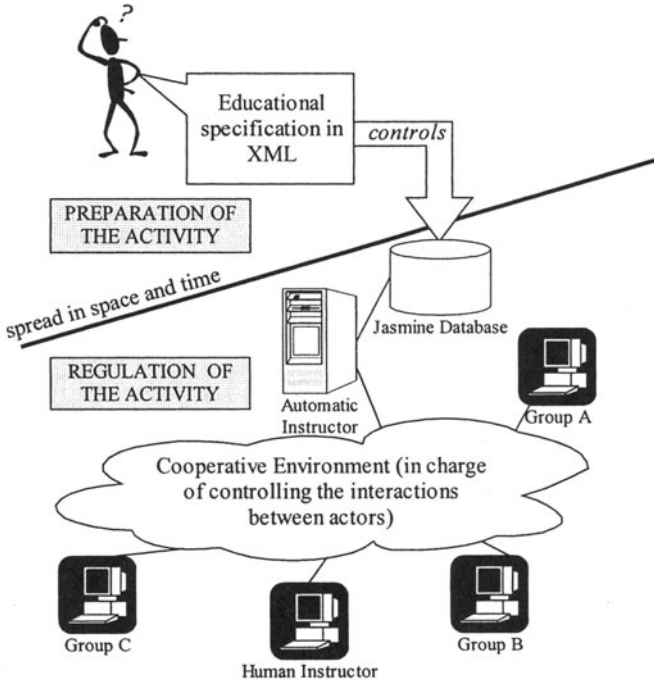 ?
Educational
specification in
XML
controls
PREPARATION OF
THE ACTIVITY
spread in space and time
Jasmine Database
REGULATION OF
THE ACTIVITY
Automatic
Instructor
Group A
Cooperative Environment (in charge
of controlling the interactions
between actors)
Group C
Human Instructor
Group B